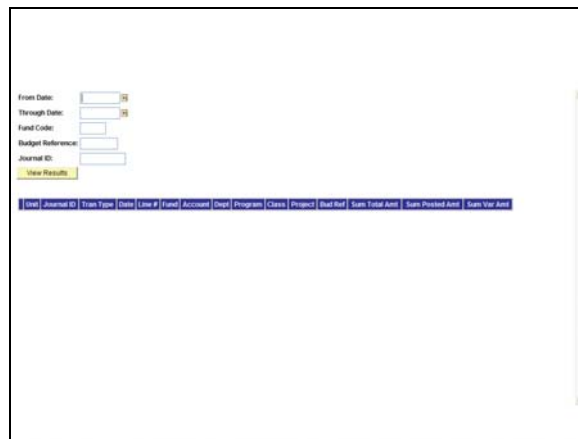 From Date:
Through Date:
Fund Code:
Budget Reference:
Journal ID:
View Results
Unit Journal ID Tran Type Date Line # Fund Account Dept Program Class Project Bud Ref Sum Total Amt Sum Posted Amt Sum Var Amt